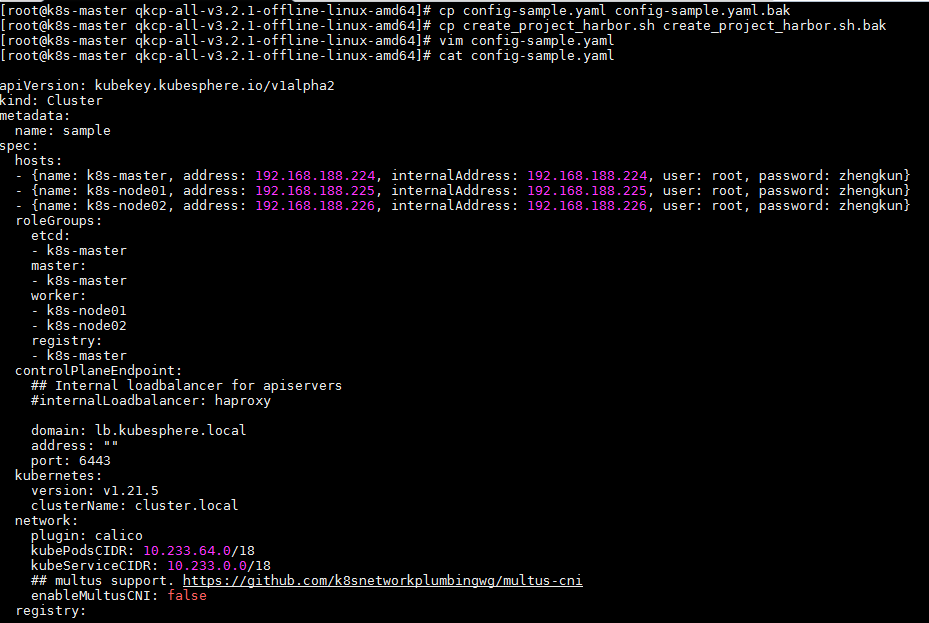 [root@k8s-master qkcp-all-v3.2.1-offline-linux-amd64]# cp config-sample.yaml config-sample.yaml.bak
[root@k8s-master qkcp-all-v3.2.1-offline-linux-amd64]# cp create_project_harbor.sh create_project_harbor.sh.bak
[root@k8s-master qkcp-all-v3.2.1-offline-linux-amd64]# vim config-sample.yaml
[root@k8s-master qkcp-all-v3.2.1-offline-linux-amd64]# cat config-sample.yaml
apiVersion: kubekey.kubesphere.io/v1alpha2
kind: Cluster
metadata:
  name: sample
spec:
  hosts:
  - {name: k8s-master, address: 192.168.188.224, internalAddress: 192.168.188.224, user: root, password: zhengkun}
  - {name: k8s-node01, address: 192.168.188.225, internalAddress: 192.168.188.225, user: root, password: zhengkun}
  - {name: k8s-node02, address: 192.168.188.226, internalAddress: 192.168.188.226, user: root, password: zhengkun}
  roleGroups:
    etcd:
    - k8s-master
    master:
    - k8s-master
    worker:
    - k8s-node01
    - k8s-node02
    registry:
    - k8s-master
  controlPlaneEndpoint:
    ## Internal loadbalancer for apiservers
    #internalLoadbalancer: haproxy
    domain: lb.kubesphere.local
    address: ""
    port: 6443
  kubernetes:
    version: v1.21.5
    clusterName: cluster.local
  network:
    plugin: calico
    kubePodsCIDR: 10.233.64.0/18
    kubeServiceCIDR: 10.233.0.0/18
    ## multus support. https://github.com/k8snetworkplumbingwg/multus-cni
    enableMultusCNI: false
  registry: